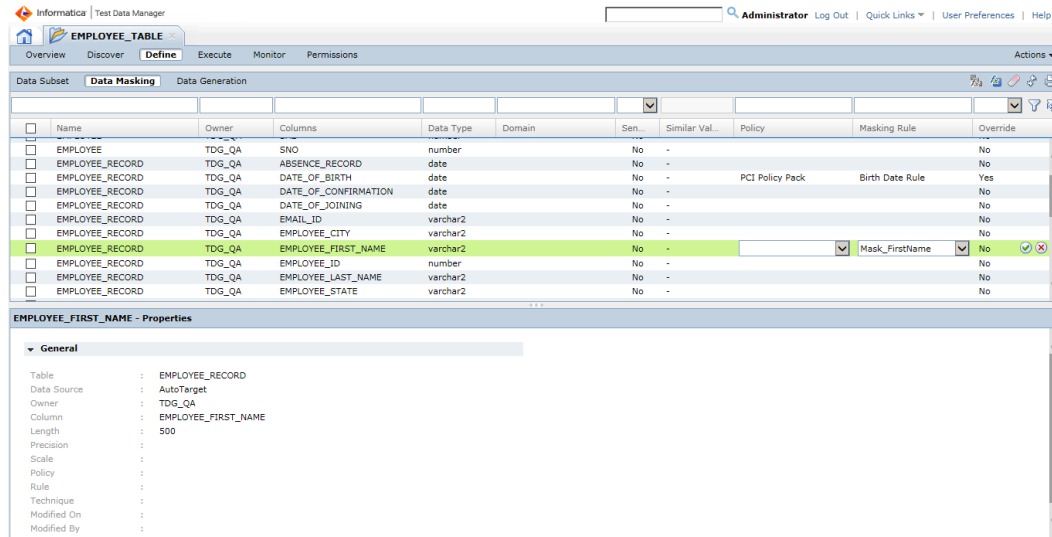 Informatica Test Data Manager Administrator Log Out | Quick Links | User Preferences | Help
EMPLOYEE_TABLE
Overview Discover Define Execute Monitor Permissions Actions
Data Subset Data Masking Data Generation
Name Owner Columns Data Type Domain Sen... Similar Val... Policy Masking Rule Override
EMPLOYEE TDG_QA SNO number No - No
EMPLOYEE_RECORD TDG_QA ABSENCE_RECORD date No - No
EMPLOYEE_RECORD TDG_QA DATE_OF_BIRTH date No - PCI Policy Pack Birth Date Rule Yes
EMPLOYEE_RECORD TDG_QA DATE_OF_CONFIRMATION date No - No
EMPLOYEE_RECORD TDG_QA DATE_OF_JOINING date No - No
EMPLOYEE_RECORD TDG_QA EMAIL_ID varchar2 No - No
EMPLOYEE_RECORD TDG_QA EMPLOYEE_CITY varchar2 No - No
EMPLOYEE_RECORD TDG_QA EMPLOYEE_FIRST_NAME varchar2 No - Mask_FirstName No
EMPLOYEE_RECORD TDG_QA EMPLOYEE_ID number No - No
EMPLOYEE_RECORD TDG_QA EMPLOYEE_LAST_NAME varchar2 No - No
EMPLOYEE_RECORD TDG_QA EMPLOYEE_STATE varchar2 No - No
EMPLOYEE_FIRST_NAME - Properties
General
Table : EMPLOYEE_RECORD
Data Source : AutoTarget
Owner : TDG_QA
Column : EMPLOYEE_FIRST_NAME
Length : 500
Precision :
Scale :
Policy :
Rule :
Technique :
Modified On :
Modified By :